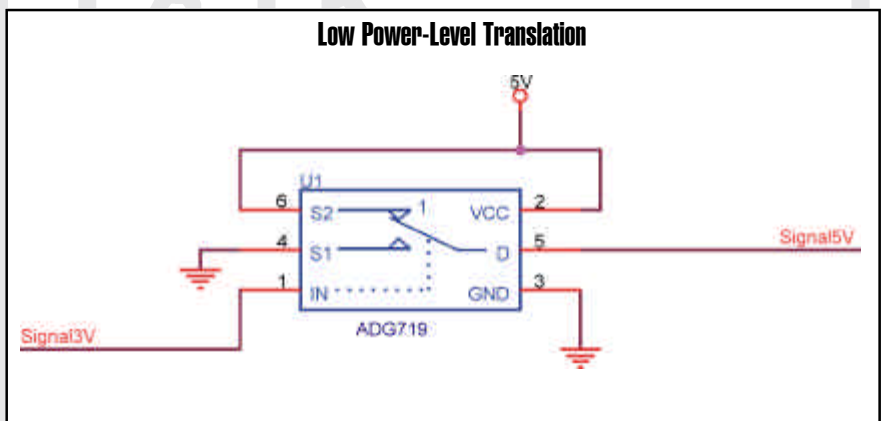 Low Power-Level Translation
5V
U1
6 S2 1 VCC 2
4 S1 D 5 Signal5V
1 IN GND 3
Signal3V
ADG719